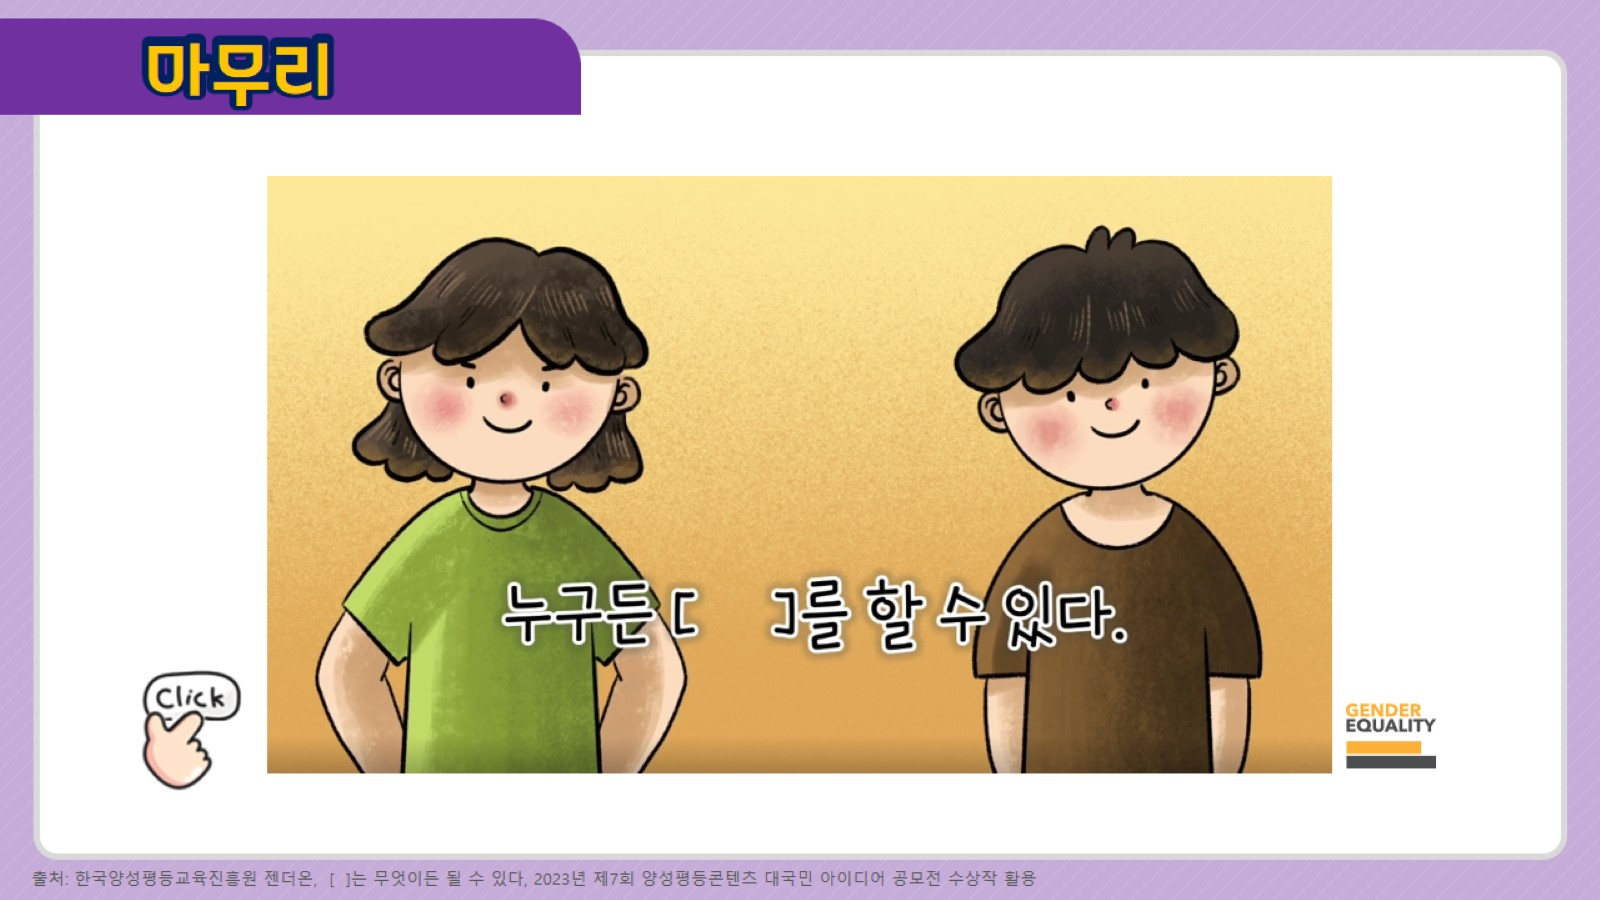 마무리
누구든 [    ]를 할 수 있다.
Click
GENDER
EQUALITY
출처: 한국양성평등교육진흥원 젠더온,  [  ]는 무엇이든 될 수 있다, 2023년 제7회 양성평등콘텐츠 대국민 아이디어 공모전 수상작 활용